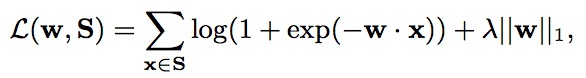 ℒ(𝐰, 𝐒) = ∑_{𝐱∈𝐒} log(1 + exp(−𝐰 · 𝐱)) + λ||𝐰||₁,